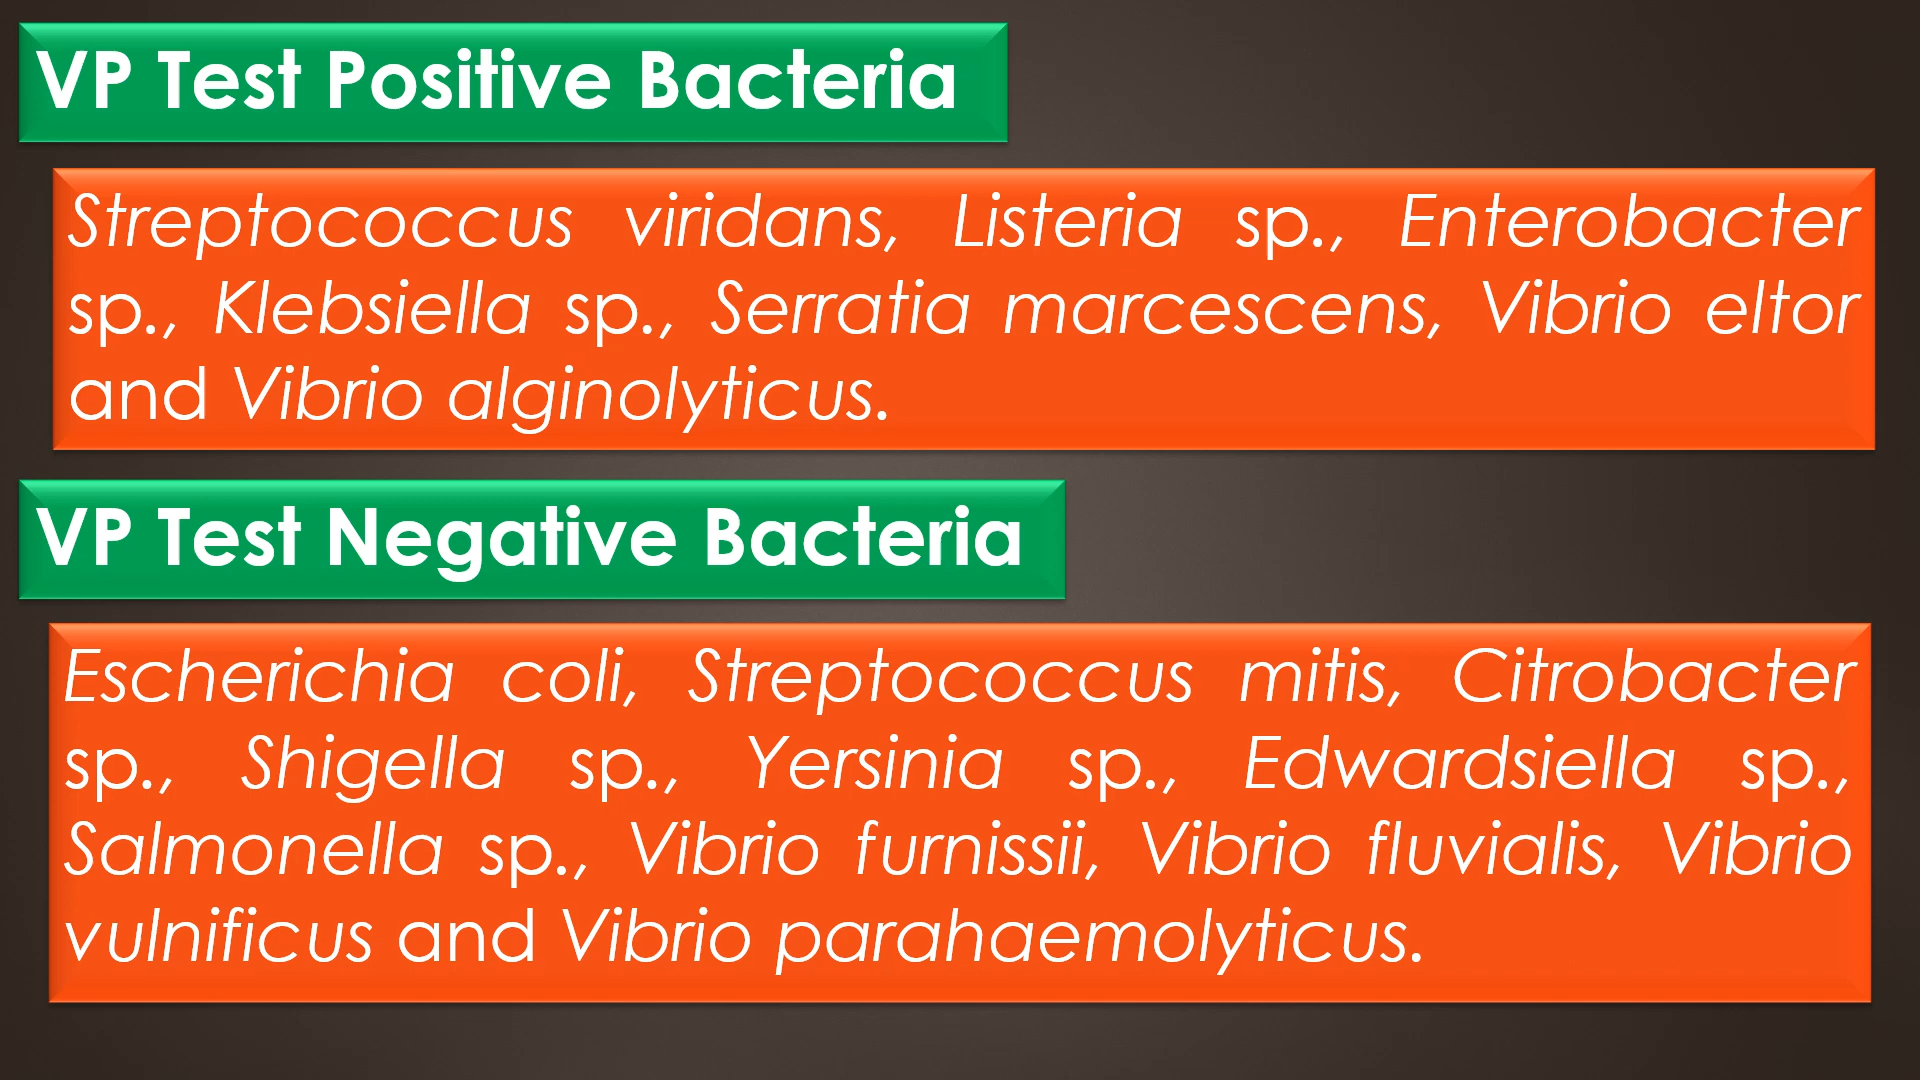 VP Test Positive Bacteria
Streptococcus viridans, Listeria sp., Enterobacter
sp., Klebsiella sp., Serratia marcescens, Vibrio eltor
and Vibrio alginolyticus.
VP Test Negative Bacteria
Escherichia coli, Streptococcus mitis, Citrobacter
sp., Shigella sp., Yersinia sp., Edwardsiella sp.,
Salmonella sp., Vibrio furnissii, Vibrio fluvialis, Vibrio
vulnificus and Vibrio parahaemolyticus.